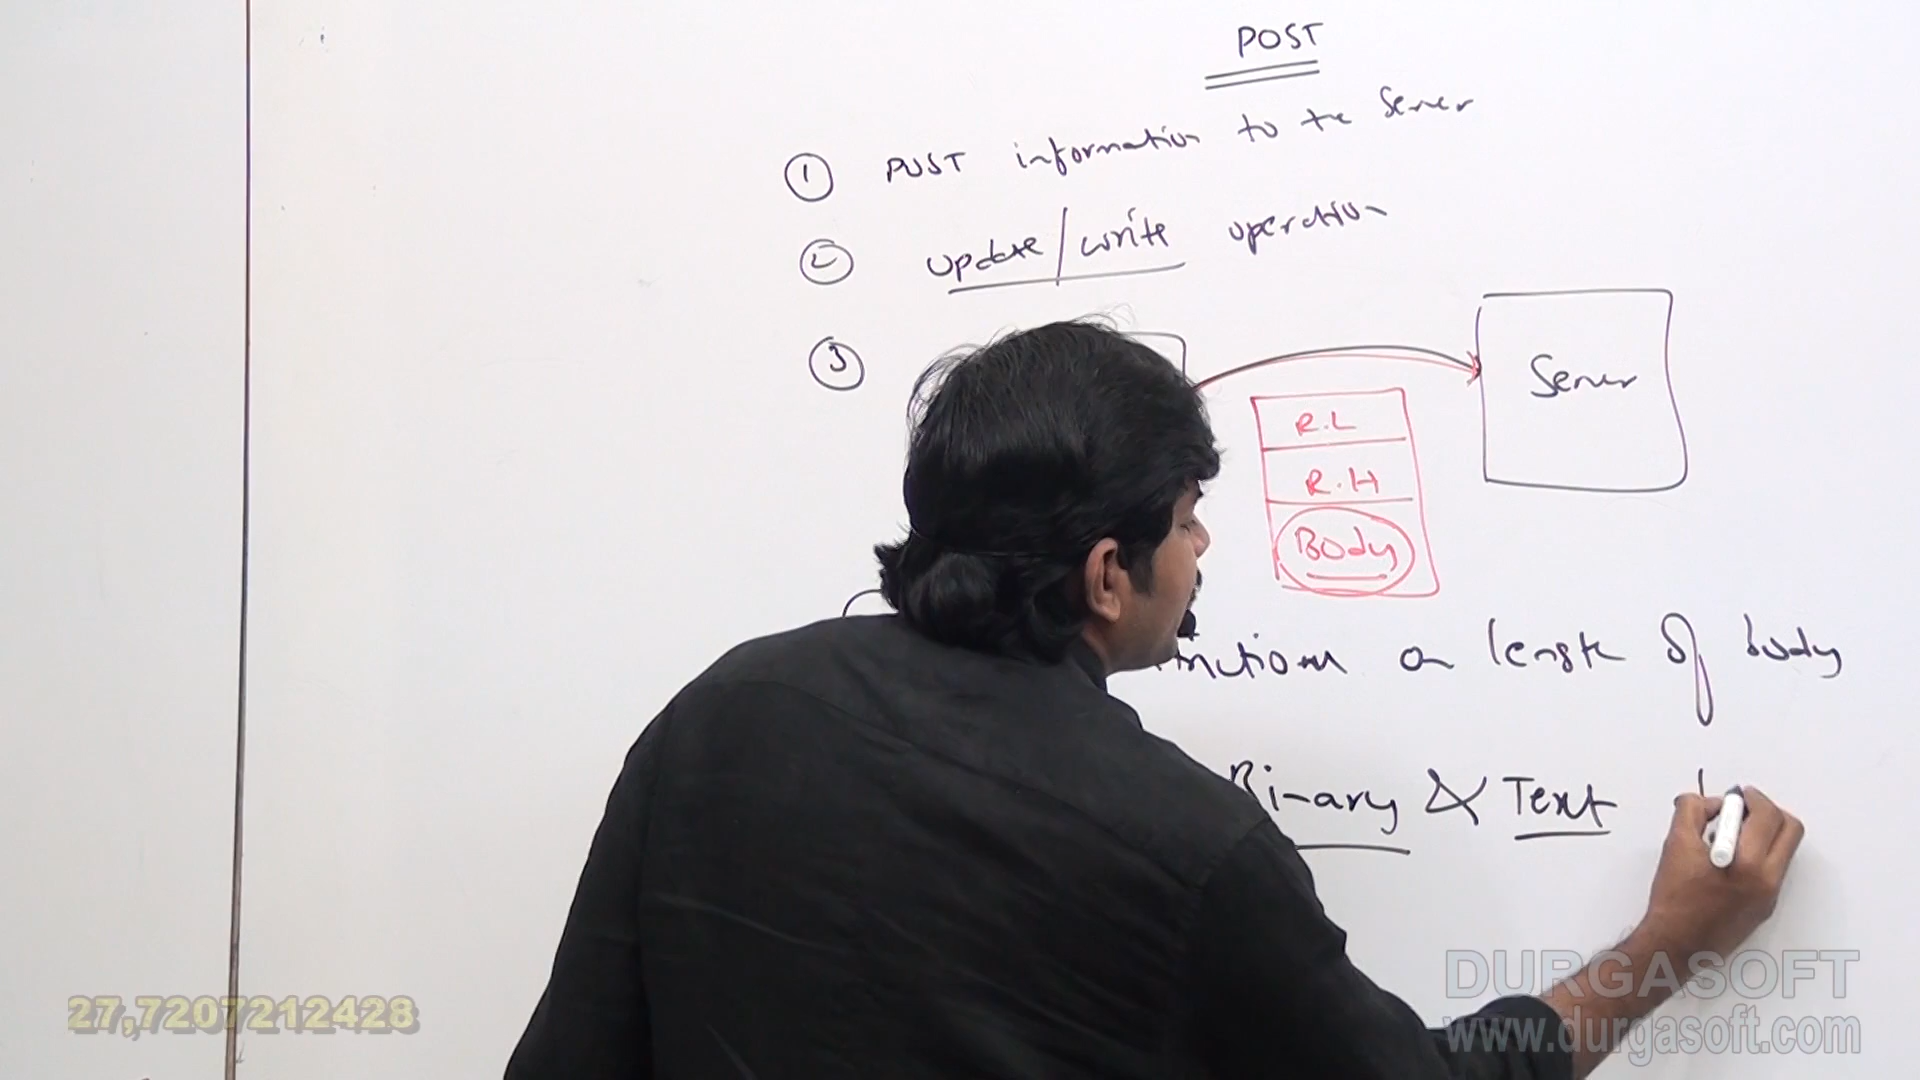 POST
① POST information to the Server
② update/write operation
③
Server
R.L
R.H
Body
on length of body
Binary & Text
DURGASOFT
www.durgasoft.com
27,7207212428